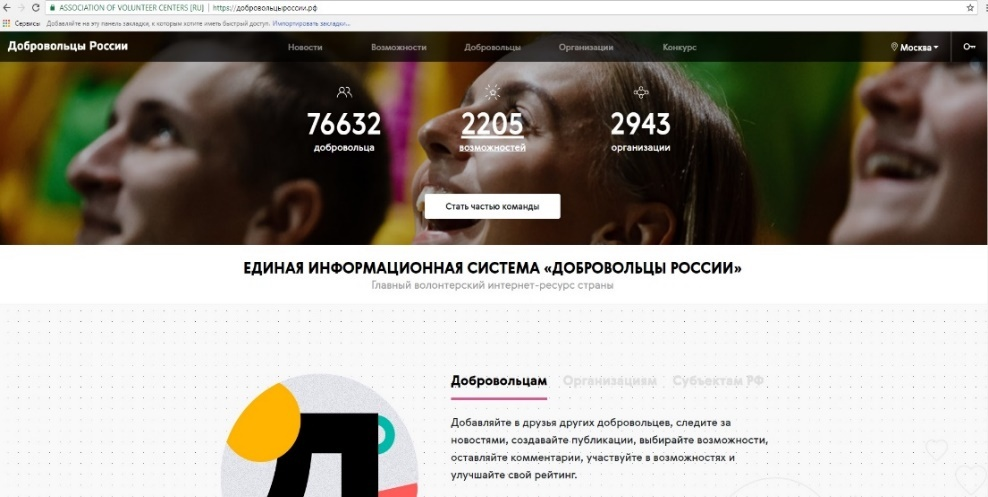 ASSOCIATION OF VOLUNTEER CENTERS [RU] | https://добровольцыроссии.рф
Сервисы Добавляйте на эту панель закладки, к которым хотите иметь быстрый доступ. Импортировать закладки...
Добровольцы России Новости Возможности Добровольцы Организации Конкурс Москва
76632 2205 2943
добровольца возможностей организации
Стать частью команды
ЕДИНАЯ ИНФОРМАЦИОННАЯ СИСТЕМА «ДОБРОВОЛЬЦЫ РОССИИ»
Главный волонтерский интернет-ресурс страны
Добровольцам Организациям Субъектам РФ
Добавляйте в друзья других добровольцев, следите за
новостями, создавайте публикации, выбирайте возможности,
оставляйте комментарии, участвуйте в возможностях и
улучшайте свой рейтинг.